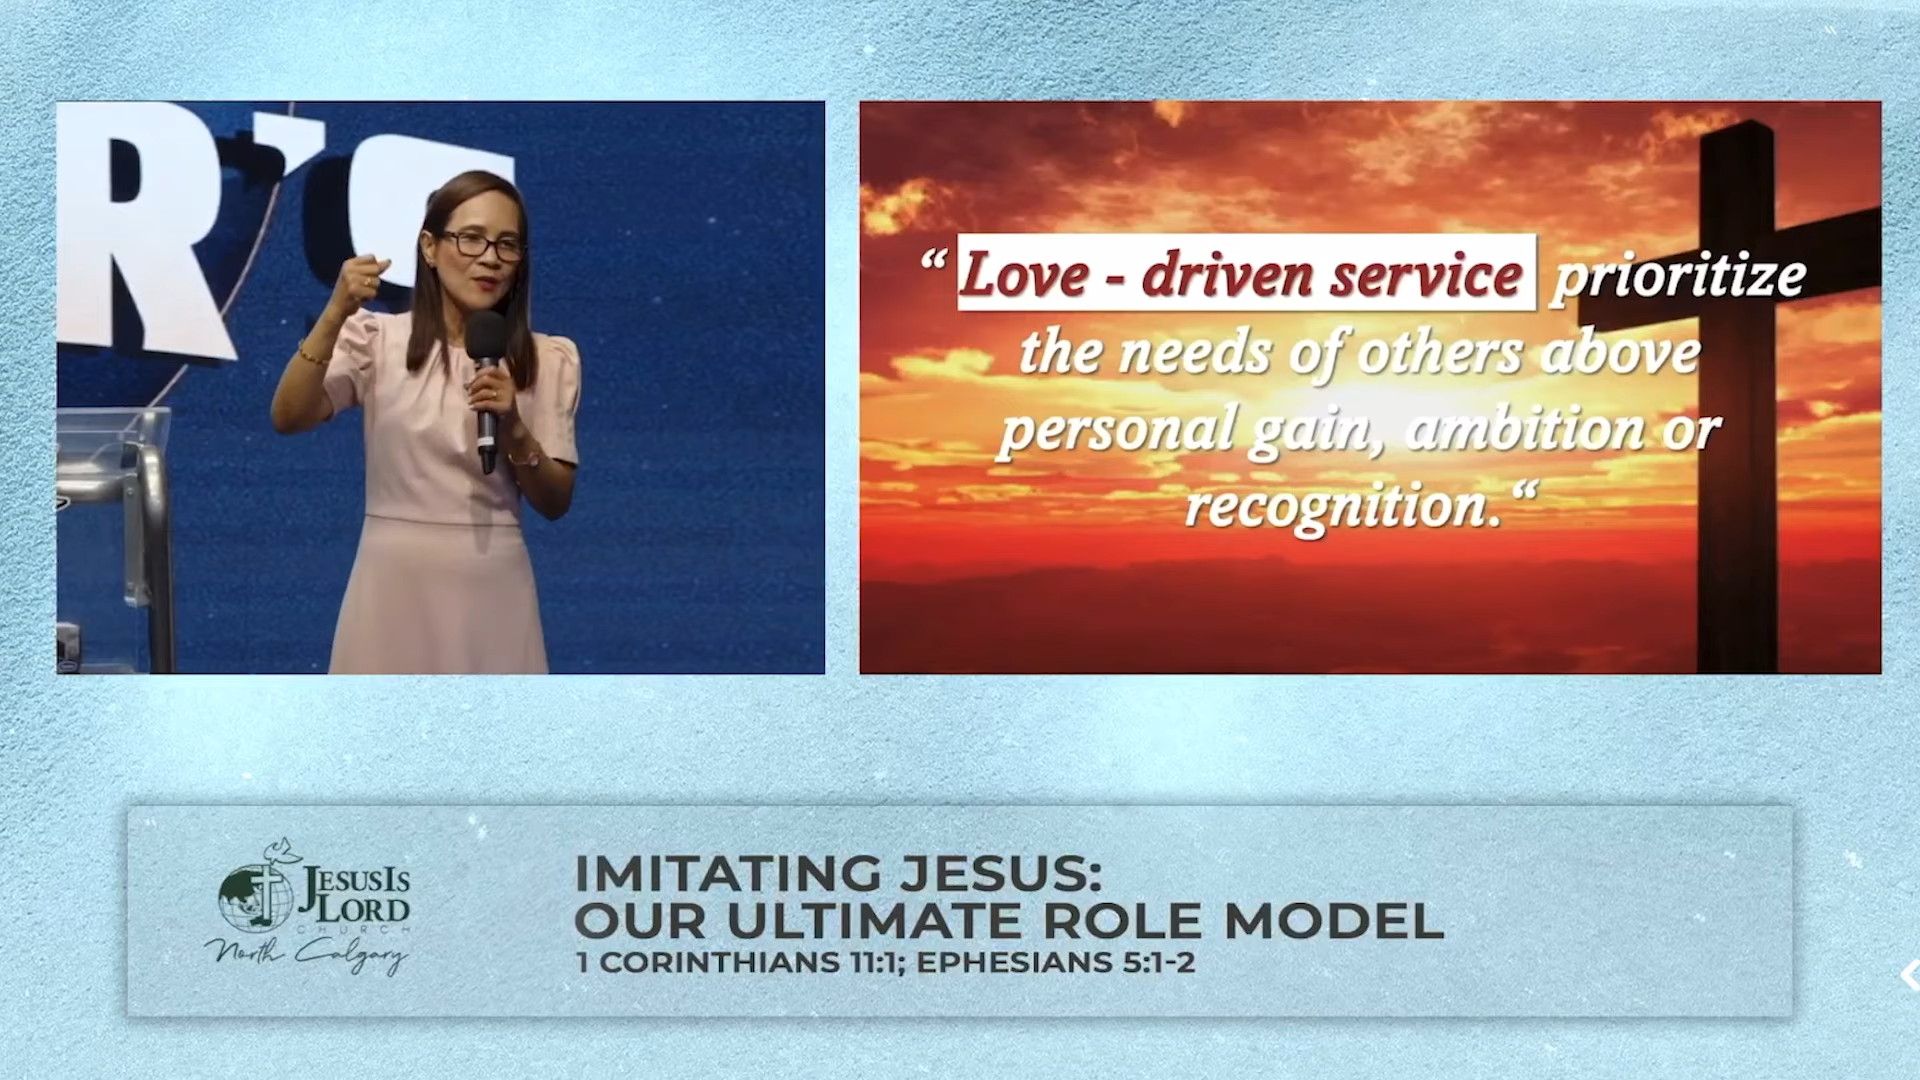 R'S
“ Love - driven service prioritize
the needs of others above
personal gain, ambition or
recognition.“
JESUS IS
LORD
CHURCH
North Calgary
IMITATING JESUS:
OUR ULTIMATE ROLE MODEL
1 CORINTHIANS 11:1; EPHESIANS 5:1-2